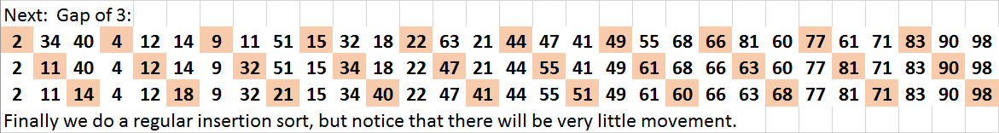 Next:  Gap of 3:
2 34 40 4 12 14 9 11 51 15 32 18 22 63 21 44 47 41 49 55 68 66 81 60 77 61 71 83 90 98
2 11 40 4 12 14 9 32 51 15 34 18 22 47 21 44 55 41 49 61 68 66 63 60 77 81 71 83 90 98
2 11 14 4 12 18 9 32 21 15 34 40 22 47 41 44 55 51 49 61 60 66 63 68 77 81 71 83 90 98
Finally we do a regular insertion sort, but notice that there will be very little movement.